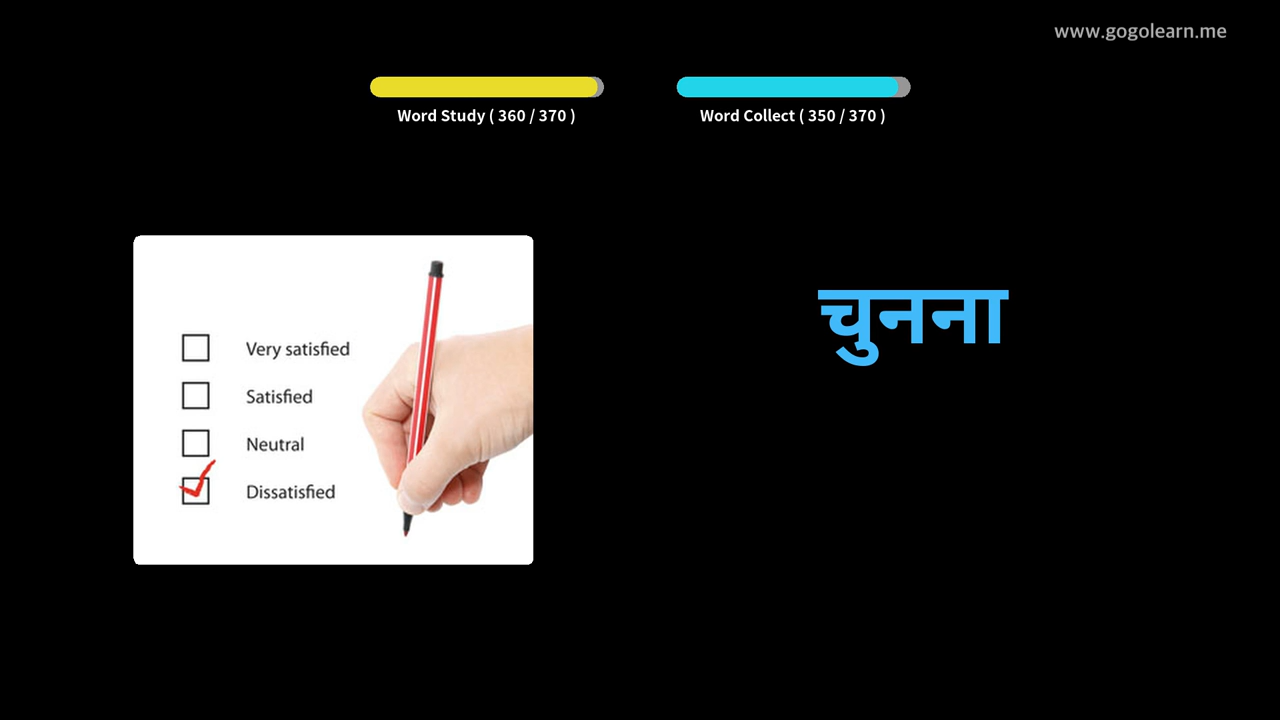 www.gogolearn.me
Word Study ( 360 / 370 )
Word Collect ( 350 / 370 )
Very satisfied
Satisfied
Neutral
Dissatisfied
चुनना